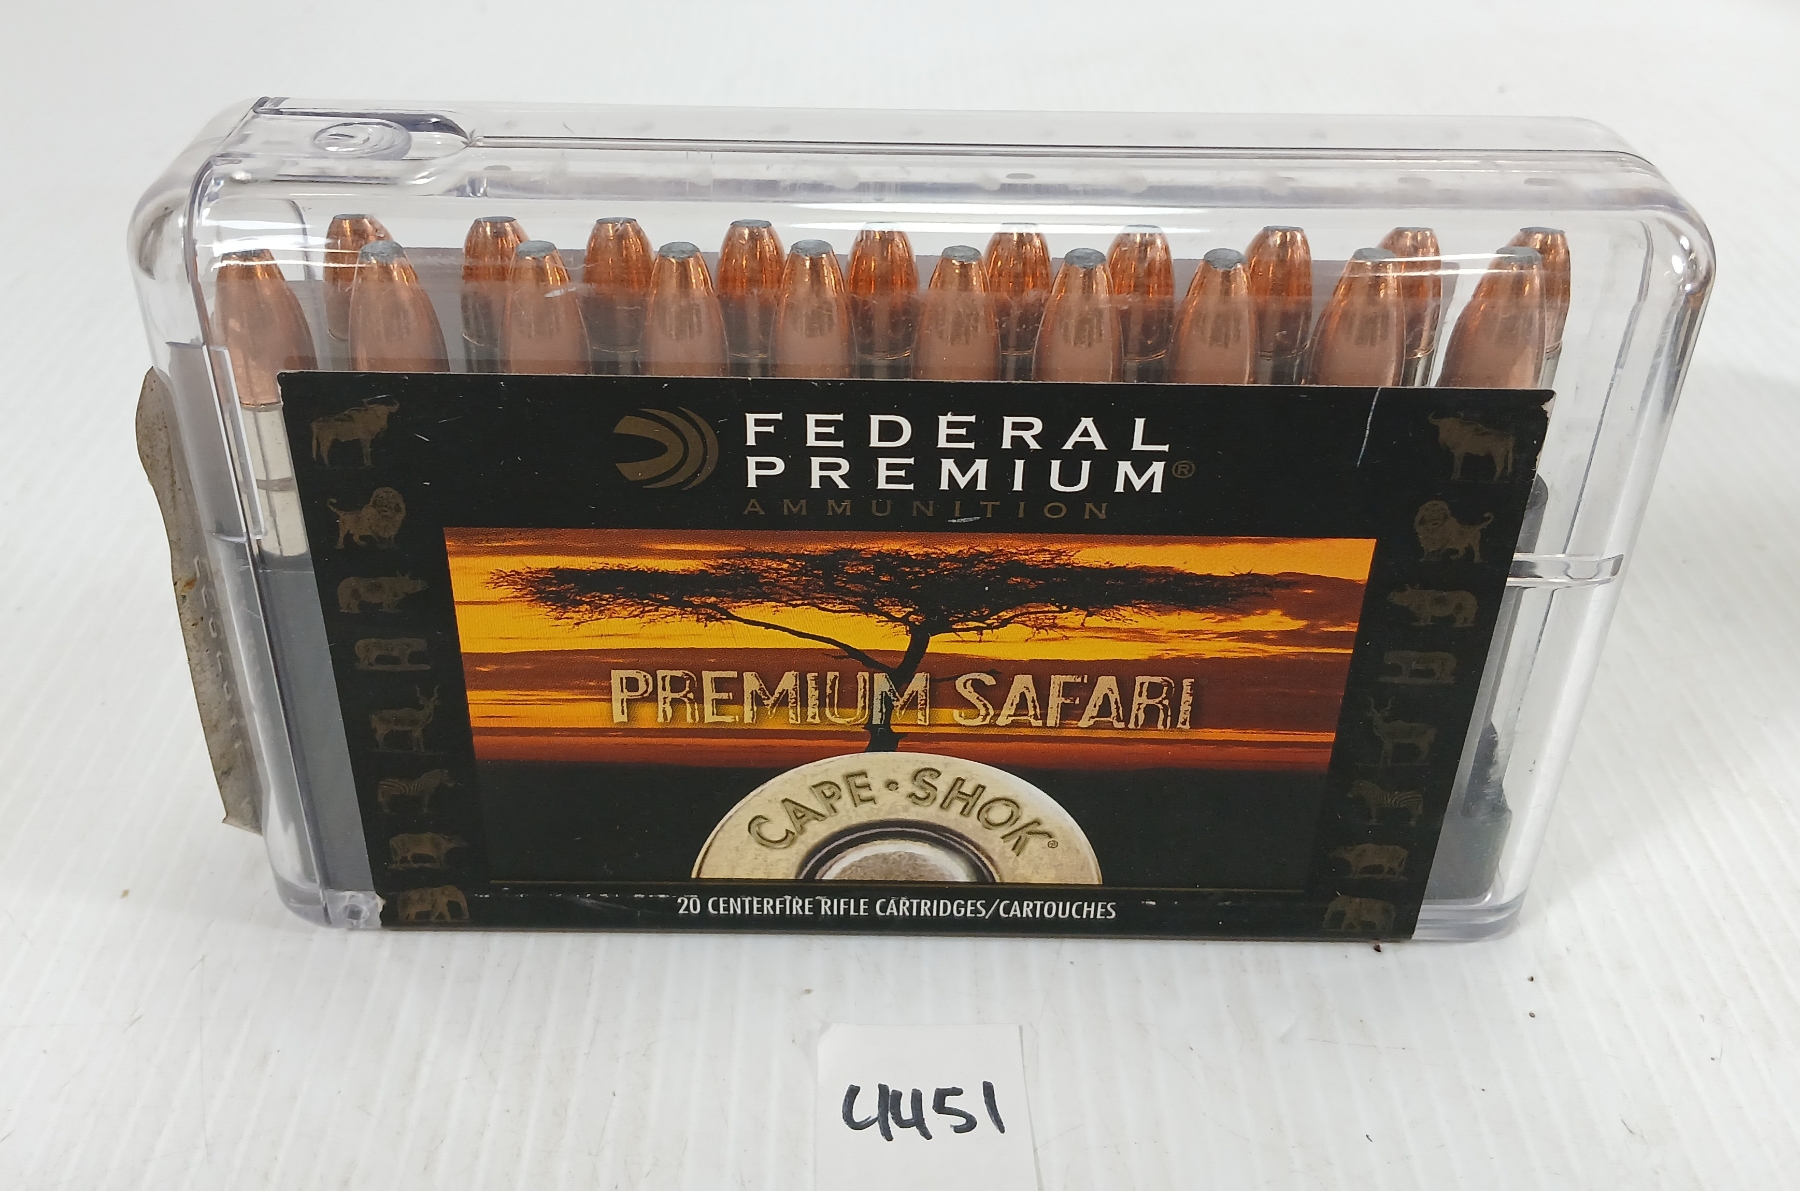 FEDERAL
PREMIUM®
AMMUNITION
PREMIUM SAFARI
CAPE·SHOK®
20 CENTERFIRE RIFLE CARTRIDGES/CARTOUCHES
4451